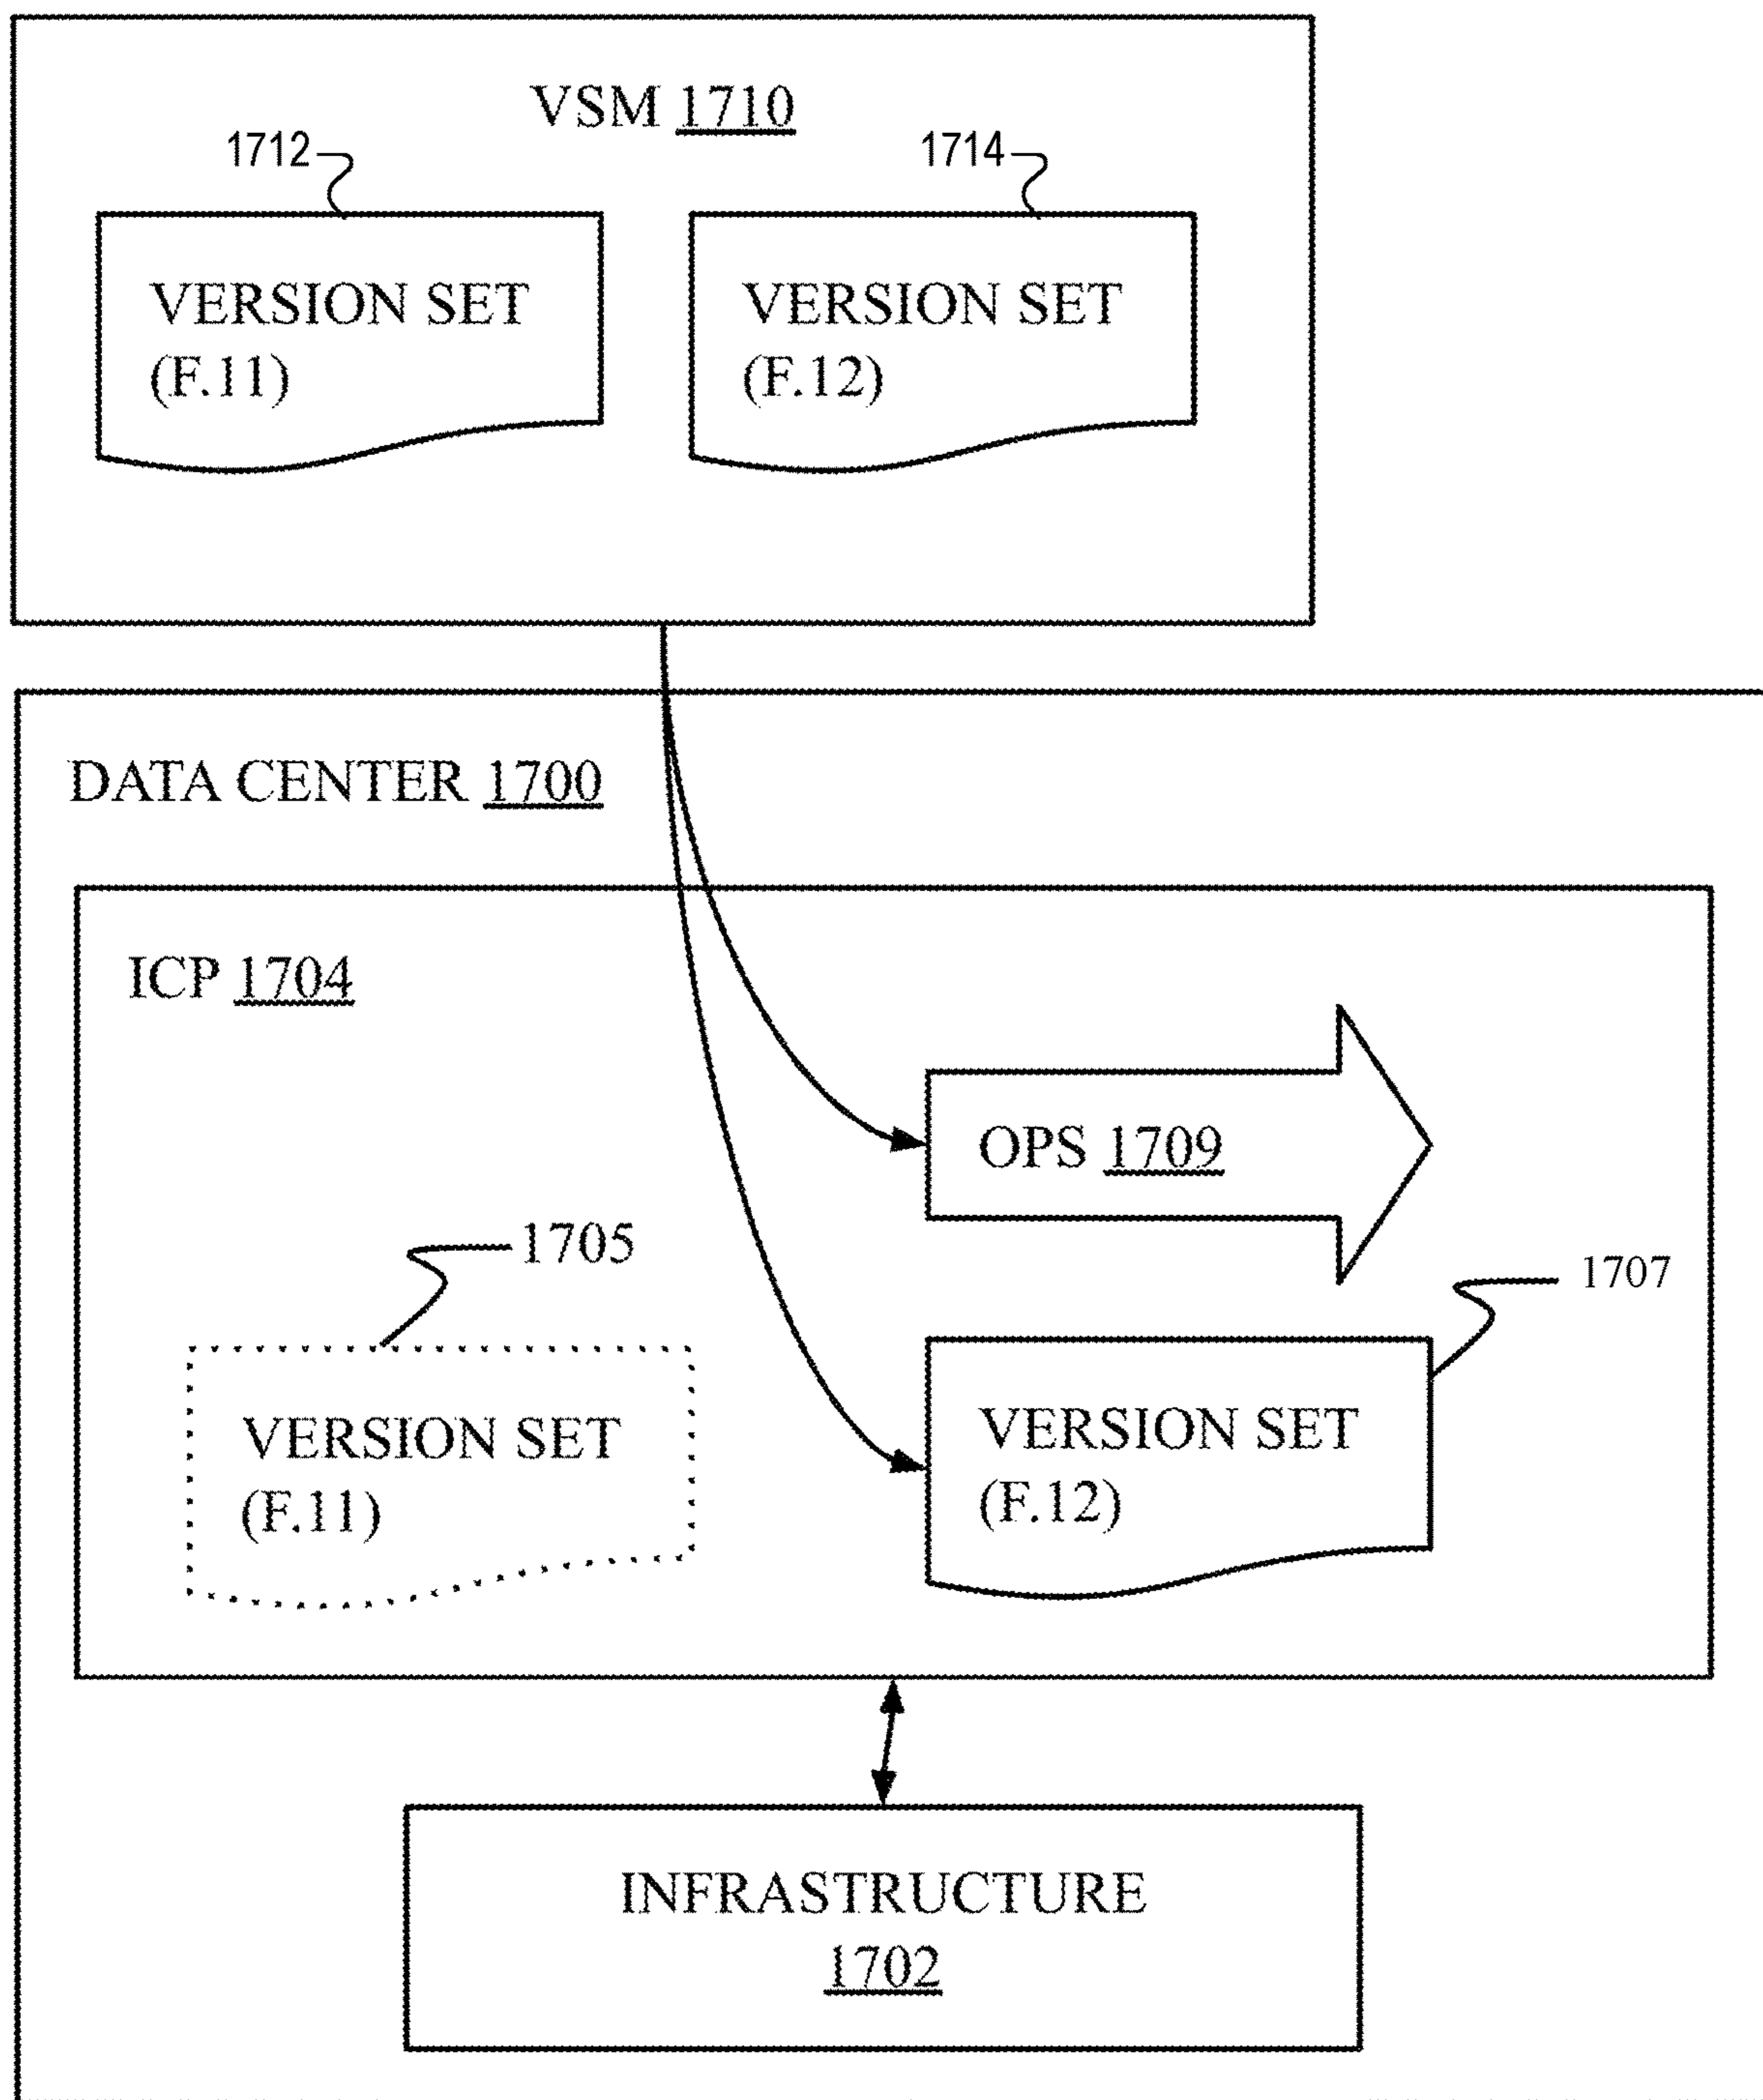 VSM 1710
1712
1714
VERSION SET
(F.11)
VERSION SET
(F.12)
DATA CENTER 1700
ICP 1704
OPS 1709
1705
1707
VERSION SET
(F.11)
VERSION SET
(F.12)
INFRASTRUCTURE
1702